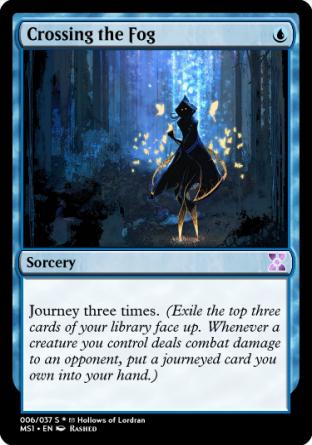 Crossing the Fog
Sorcery
Journey three times. (Exile the top three
cards of your library face up. Whenever a
creature you control deals combat damage
to an opponent, put a journeyed card you
own into your hand.)
006/037 S * Hollows of Lordran
MS1 • EN RASHED